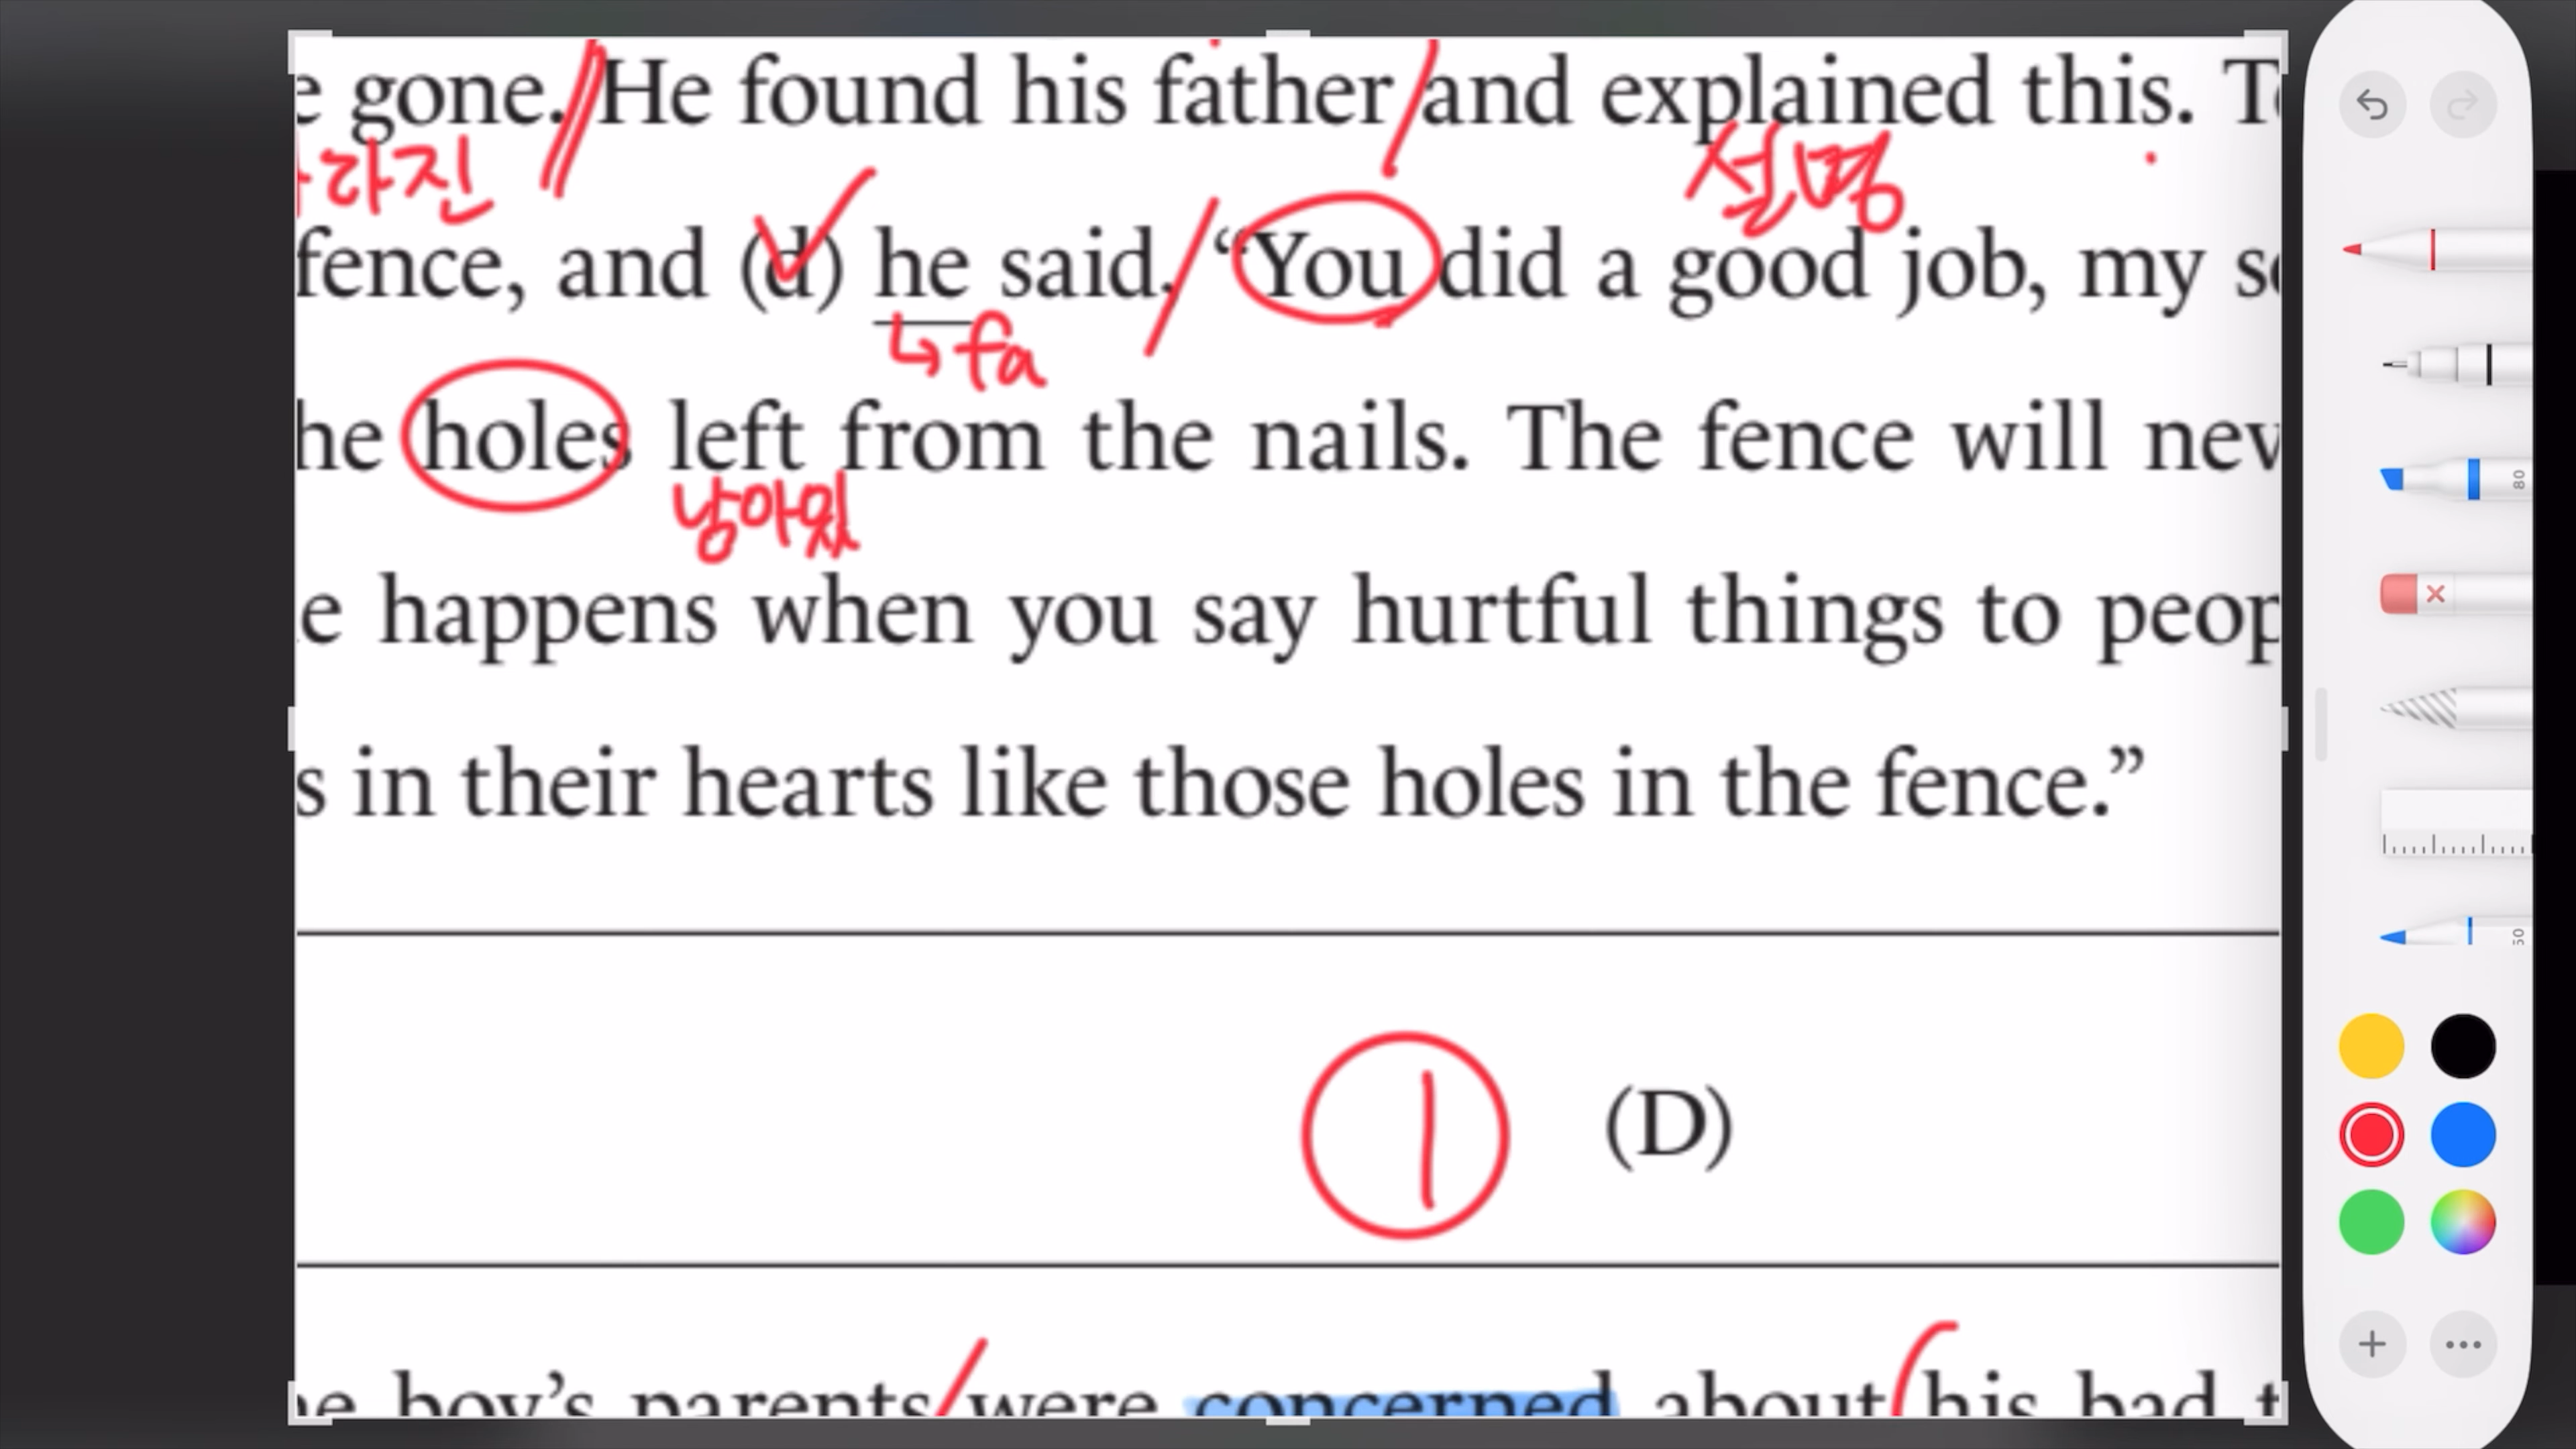 e gone. He found his father and explained this. T
라진 설명
fence, and (d) he said, “You did a good job, my s
↳ fa
he holes left from the nails. The fence will nev
남아있
e happens when you say hurtful things to peop
s in their hearts like those holes in the fence.”
1 (D)
he boy’s parents were concerned about his bad t
80
50